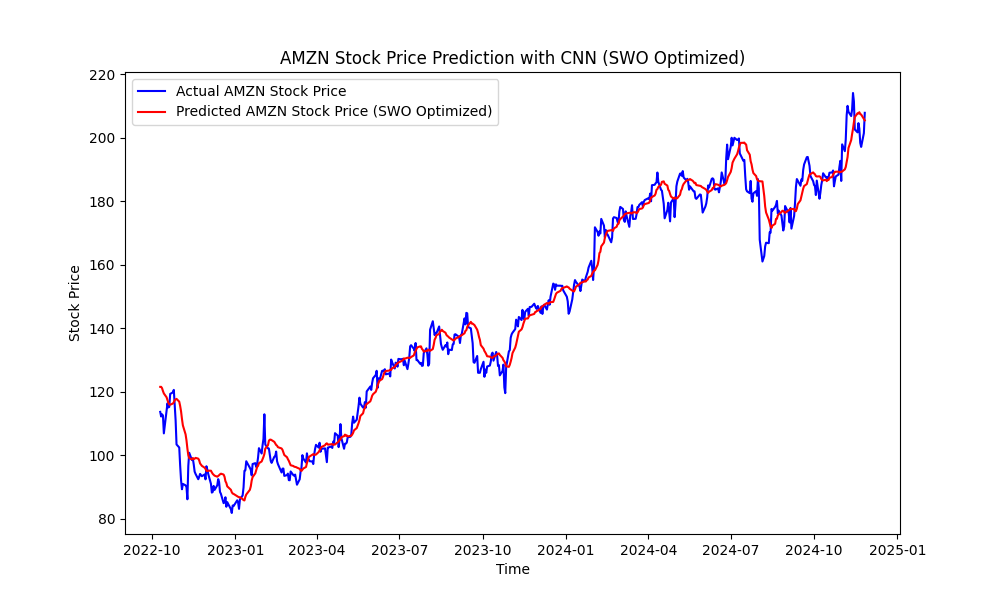 AMZN Stock Price Prediction with CNN (SWO Optimized)
Actual AMZN Stock Price
Predicted AMZN Stock Price (SWO Optimized)
Stock Price
220
200
180
160
140
120
100
80
2022-10 2023-01 2023-04 2023-07 2023-10 2024-01 2024-04 2024-07 2024-10 2025-01
Time